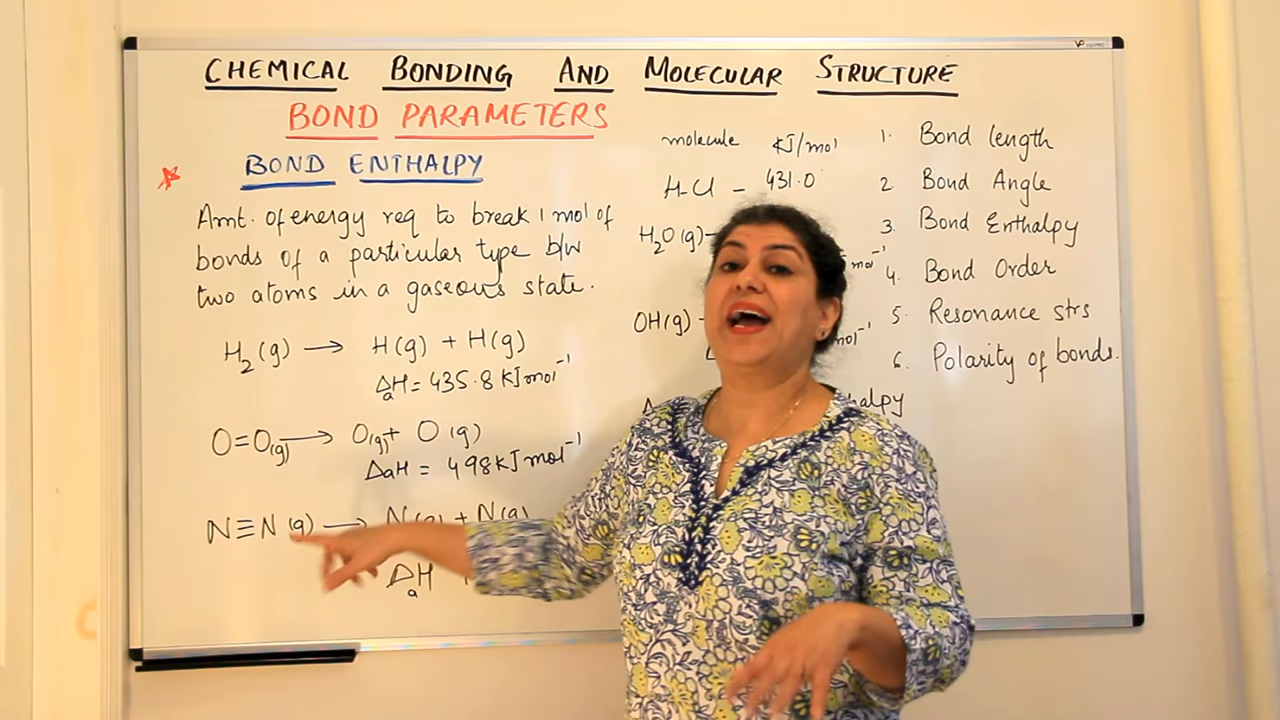 CHEMICAL BONDING AND MOLECULAR STRUCTURE
BOND PARAMETERS
BOND ENTHALPY
Amt. of energy req to break 1 mol of
bonds of a particular type b/w
two atoms in a gaseous state.
H₂(g) → H(g) + H(g)
ΔₐH = 435.8 KJ mol⁻¹
O=O(g) → O(g) + O(g)
ΔaH = 498 KJ mol⁻¹
N≡N(g) → N(g) + N(g)
ΔₐH
molecule KJ/mol
H-Cl - 431.0
H₂O(g)
mol⁻¹
OH(g) -
1. Bond length
2 Bond Angle
3. Bond Enthalpy
4. Bond Order
5. Resonance strs
6. Polarity of bonds.